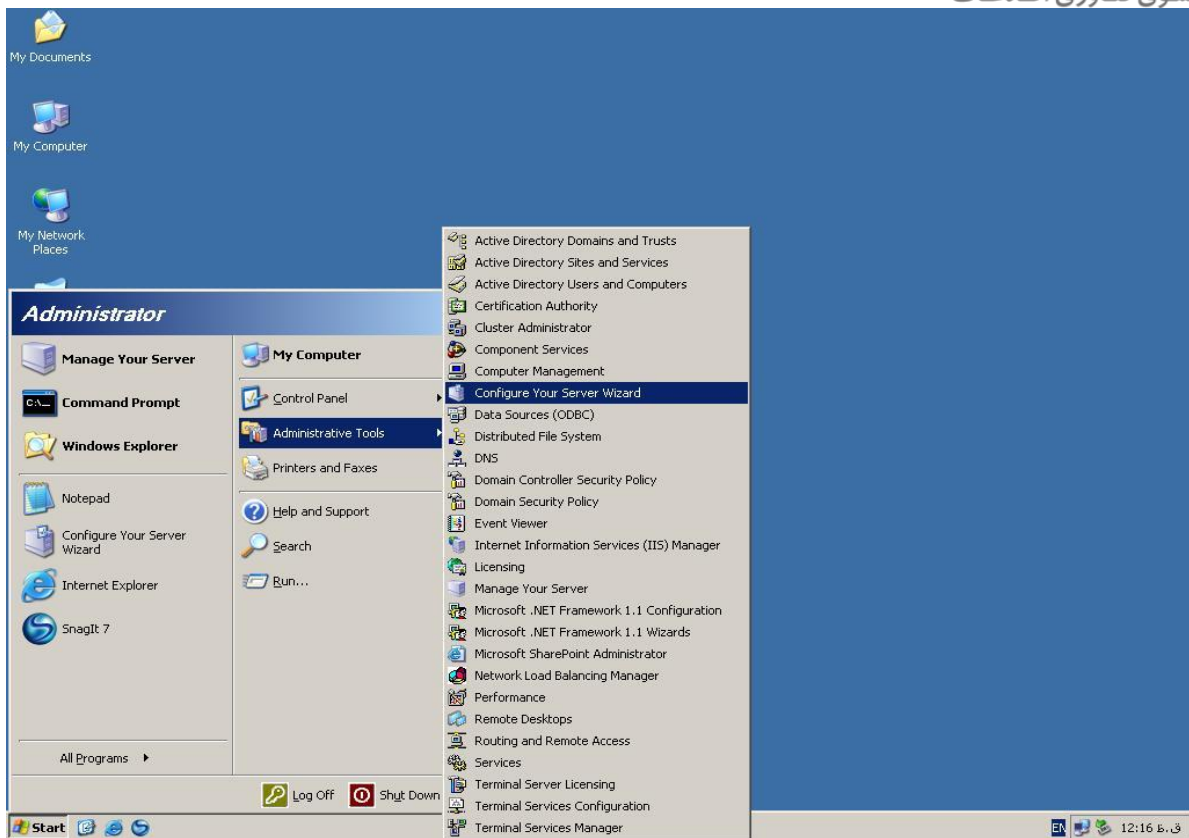 My Documents
My Computer
My Network
Places
Administrator
Manage Your Server
Command Prompt
Windows Explorer
Notepad
Configure Your Server
Wizard
Internet Explorer
SnagIt 7
All Programs
My Computer
Control Panel
Administrative Tools
Printers and Faxes
Help and Support
Search
Run...
Log Off
Shut Down
Active Directory Domains and Trusts
Active Directory Sites and Services
Active Directory Users and Computers
Certification Authority
Cluster Administrator
Component Services
Computer Management
Configure Your Server Wizard
Data Sources (ODBC)
Distributed File System
DNS
Domain Controller Security Policy
Domain Security Policy
Event Viewer
Internet Information Services (IIS) Manager
Licensing
Manage Your Server
Microsoft .NET Framework 1.1 Configuration
Microsoft .NET Framework 1.1 Wizards
Microsoft SharePoint Administrator
Network Load Balancing Manager
Performance
Remote Desktops
Routing and Remote Access
Services
Terminal Server Licensing
Terminal Services Configuration
Terminal Services Manager
Start
EN
12:16 ق.ظ